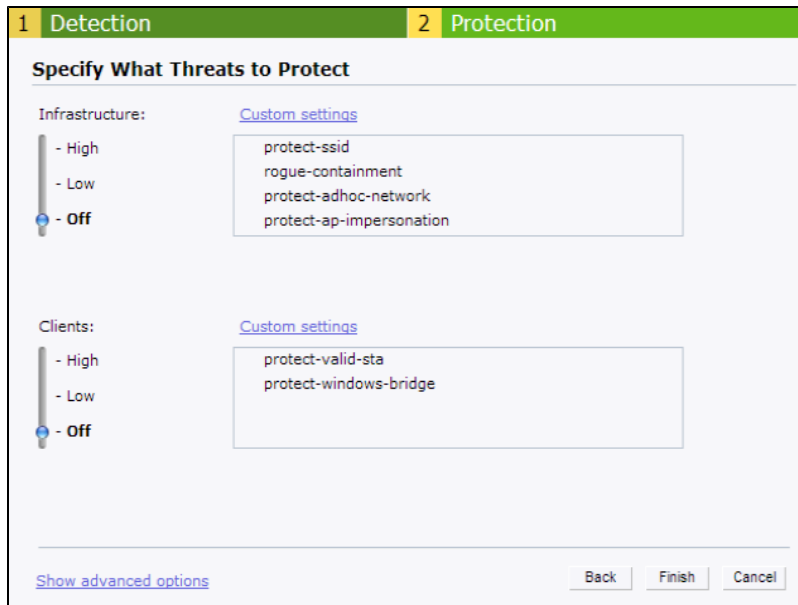 1 Detection
2 Protection
Specify What Threats to Protect
Infrastructure:
Custom settings
- High
- Low
- Off
protect-ssid
rogue-containment
protect-adhoc-network
protect-ap-impersonation
Clients:
Custom settings
- High
- Low
- Off
protect-valid-sta
protect-windows-bridge
Show advanced options
Back
Finish
Cancel